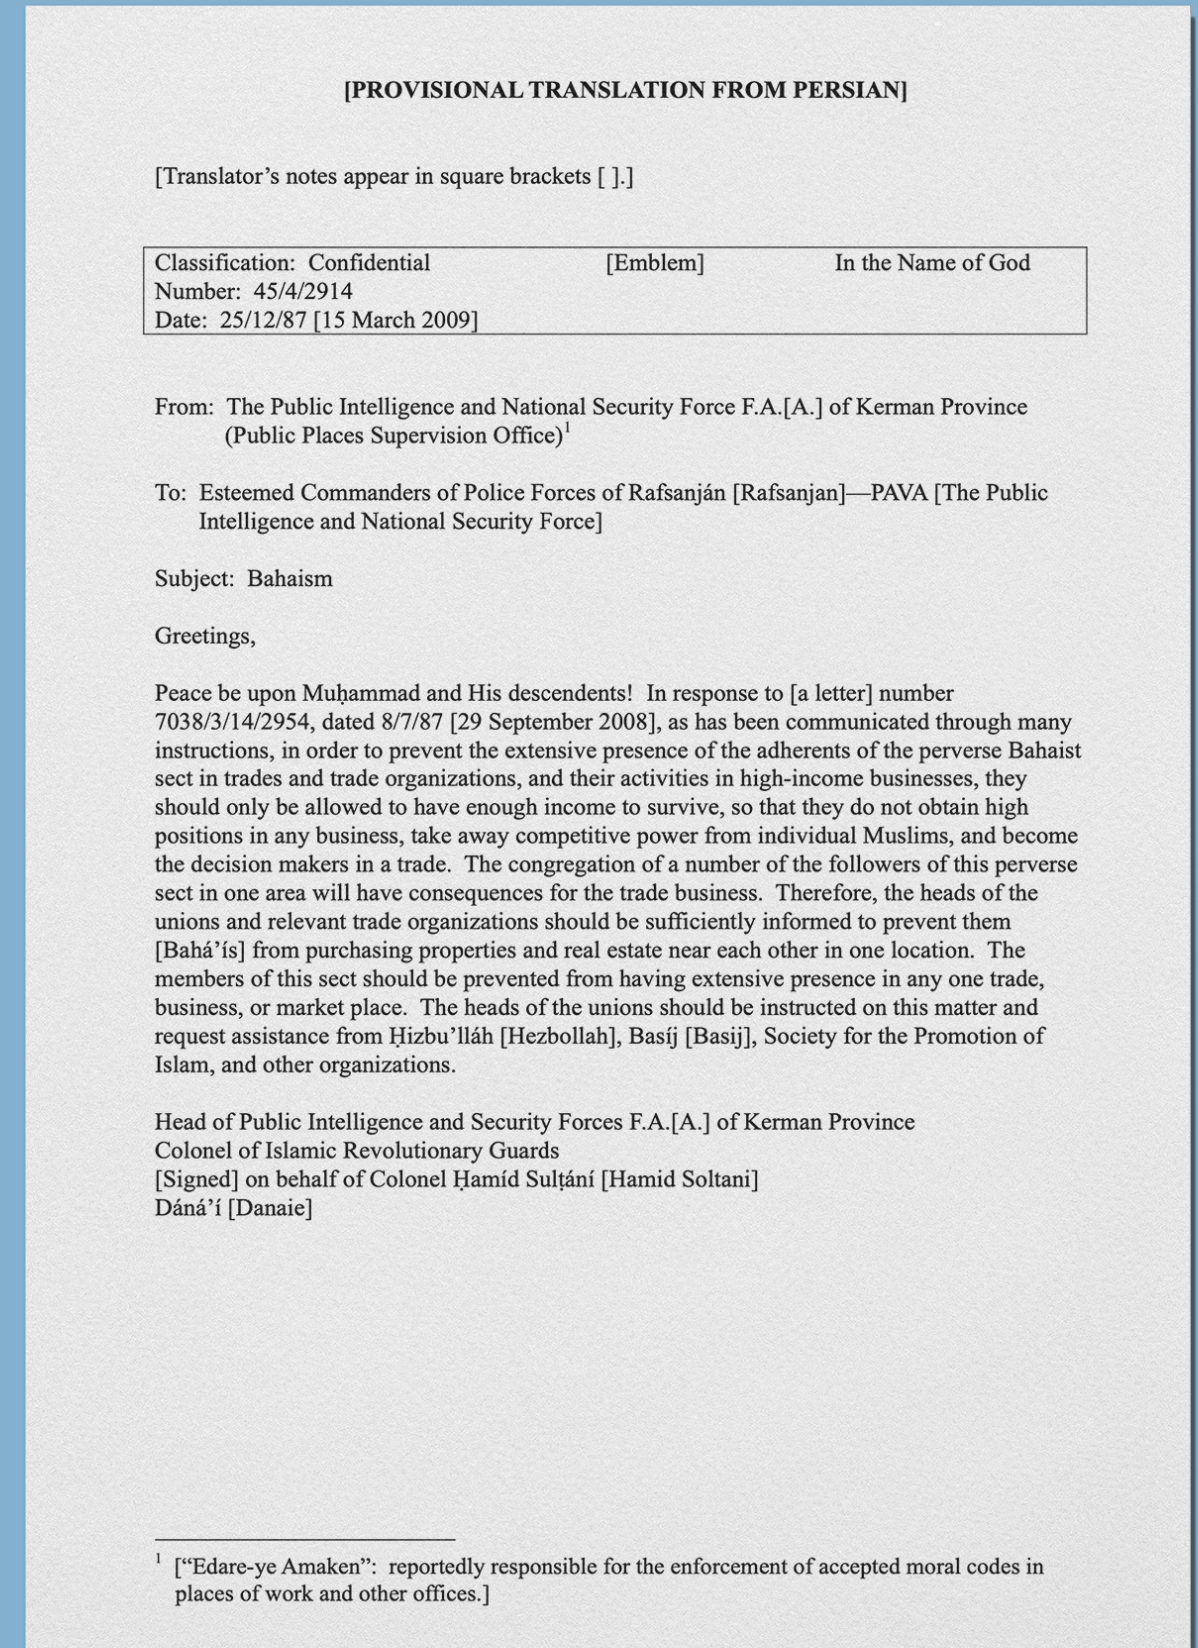 [PROVISIONAL TRANSLATION FROM PERSIAN]
[Translator’s notes appear in square brackets [ ].]
Classification: Confidential [Emblem] In the Name of God
Number: 45/4/2914
Date: 25/12/87 [15 March 2009]
From: The Public Intelligence and National Security Force F.A.[A.] of Kerman Province
(Public Places Supervision Office)¹
To: Esteemed Commanders of Police Forces of Rafsanján [Rafsanjan]—PAVA [The Public
Intelligence and National Security Force]
Subject: Bahaism
Greetings,
Peace be upon Muḥammad and His descendents! In response to [a letter] number
7038/3/14/2954, dated 8/7/87 [29 September 2008], as has been communicated through many
instructions, in order to prevent the extensive presence of the adherents of the perverse Bahaist
sect in trades and trade organizations, and their activities in high-income businesses, they
should only be allowed to have enough income to survive, so that they do not obtain high
positions in any business, take away competitive power from individual Muslims, and become
the decision makers in a trade. The congregation of a number of the followers of this perverse
sect in one area will have consequences for the trade business. Therefore, the heads of the
unions and relevant trade organizations should be sufficiently informed to prevent them
[Bahá’ís] from purchasing properties and real estate near each other in one location. The
members of this sect should be prevented from having extensive presence in any one trade,
business, or market place. The heads of the unions should be instructed on this matter and
request assistance from Ḥizbu’lláh [Hezbollah], Basíj [Basij], Society for the Promotion of
Islam, and other organizations.
Head of Public Intelligence and Security Forces F.A.[A.] of Kerman Province
Colonel of Islamic Revolutionary Guards
[Signed] on behalf of Colonel Ḥamíd Sulṭání [Hamid Soltani]
Dáná’í [Danaie]
¹ [“Edare-ye Amaken”: reportedly responsible for the enforcement of accepted moral codes in
places of work and other offices.]